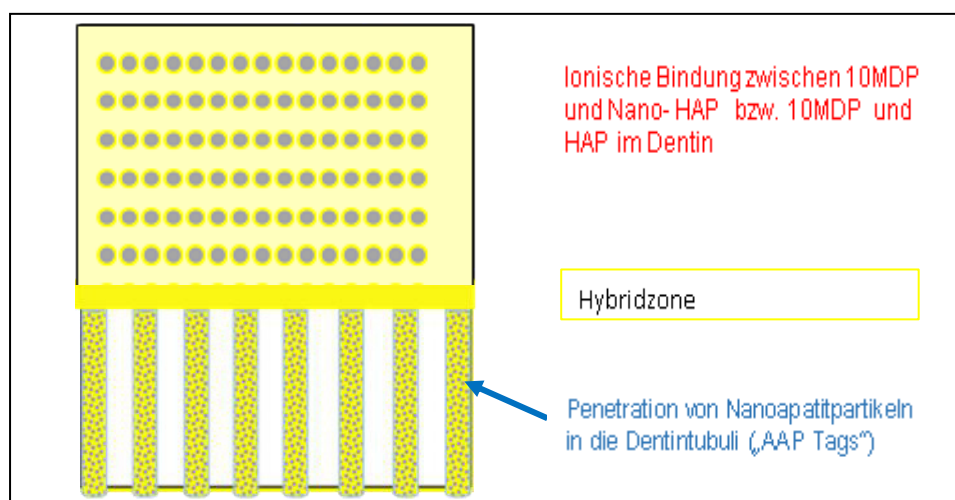 Ionische Bindung zwischen 10MDP
und Nano- HAP bzw. 10MDP und
HAP im Dentin
Hybridzone
Penetration von Nanoapatitpartikeln
in die Dentintubuli („AAP Tags“)